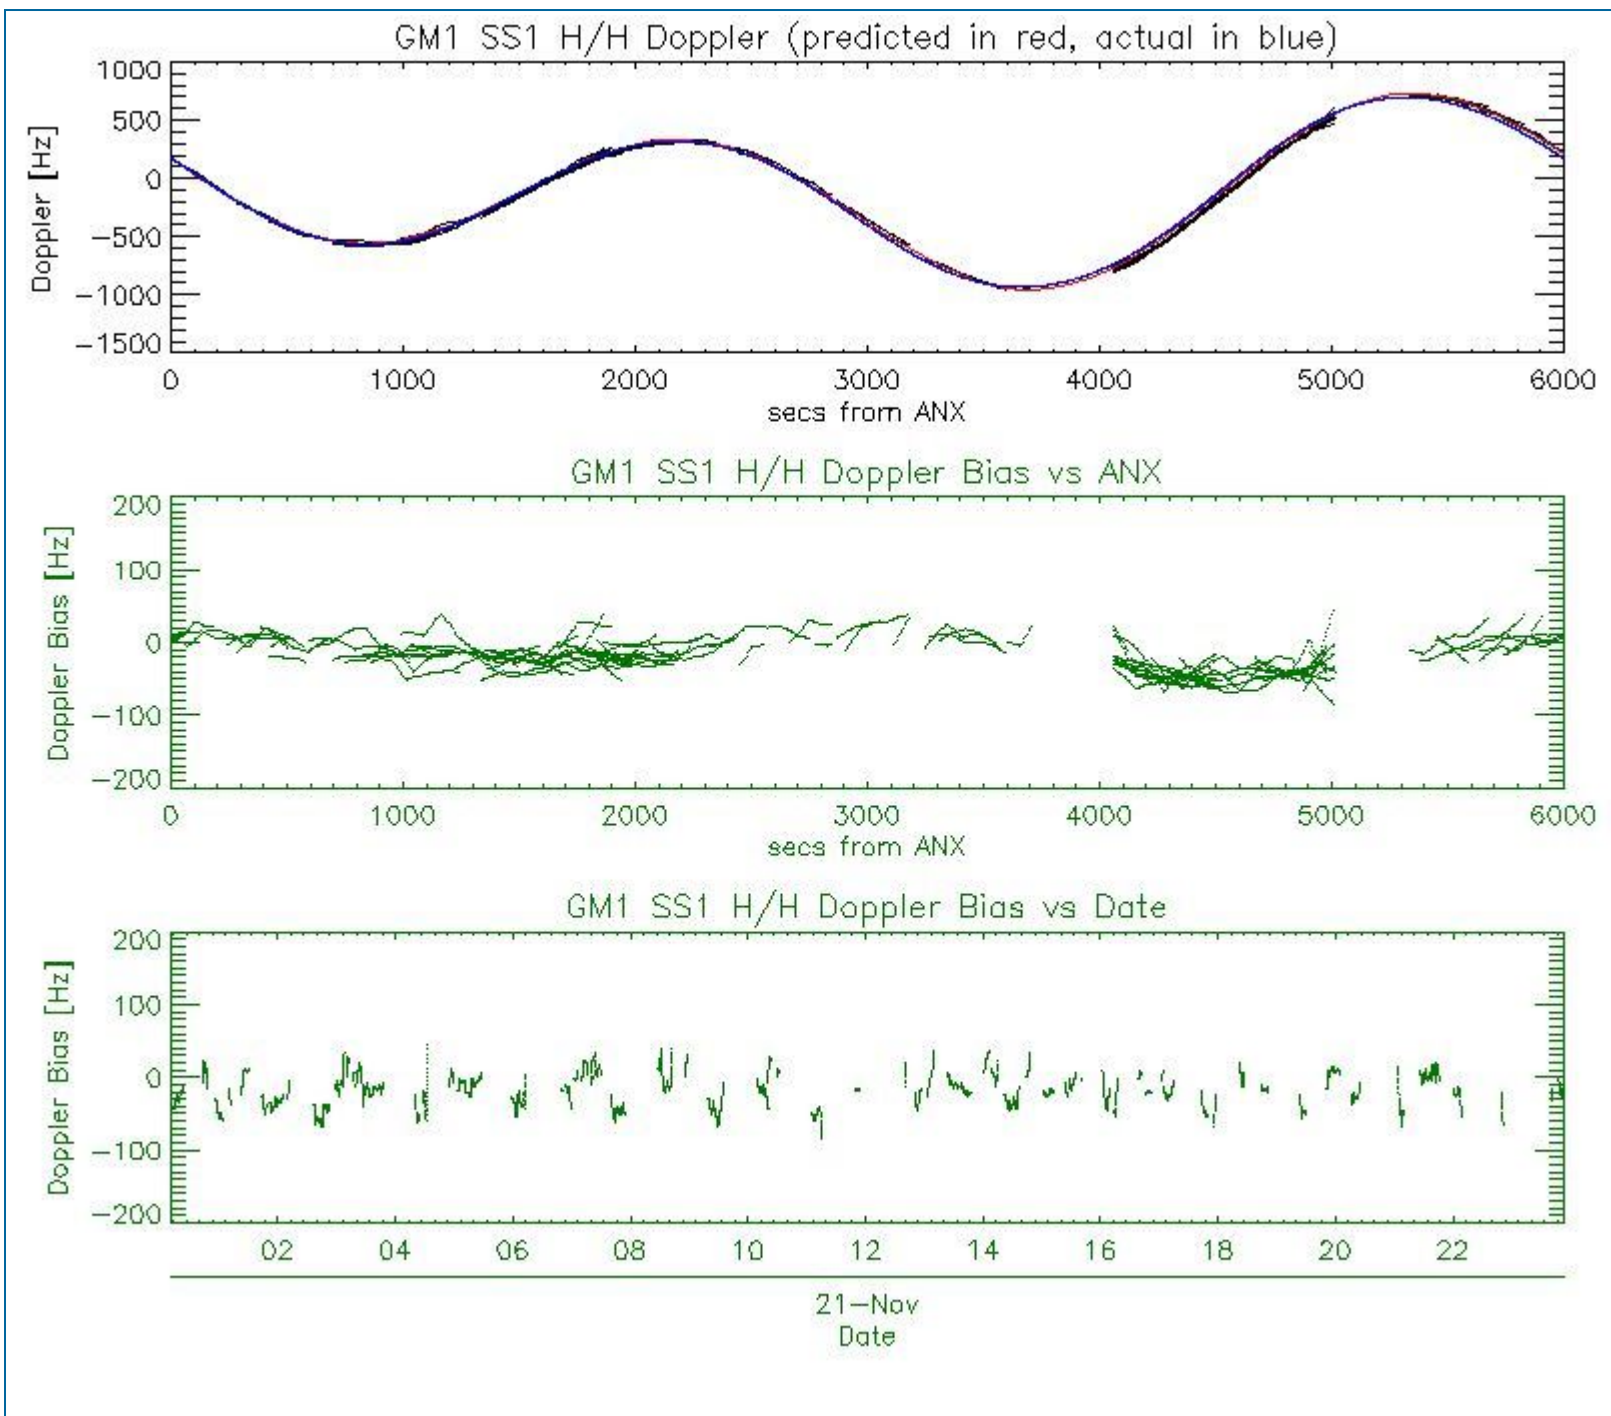 GM1 SS1 H/H Doppler (predicted in red, actual in blue)
1000
500
0
−500
−1000
−1500
Doppler [Hz]
0 1000 2000 3000 4000 5000 6000
secs from ANX
GM1 SS1 H/H Doppler Bias vs ANX
200
100
0
−100
−200
Doppler Bias [Hz]
0 1000 2000 3000 4000 5000 6000
secs from ANX
GM1 SS1 H/H Doppler Bias vs Date
200
100
0
−100
−200
Doppler Bias [Hz]
02 04 06 08 10 12 14 16 18 20 22
21−Nov
Date